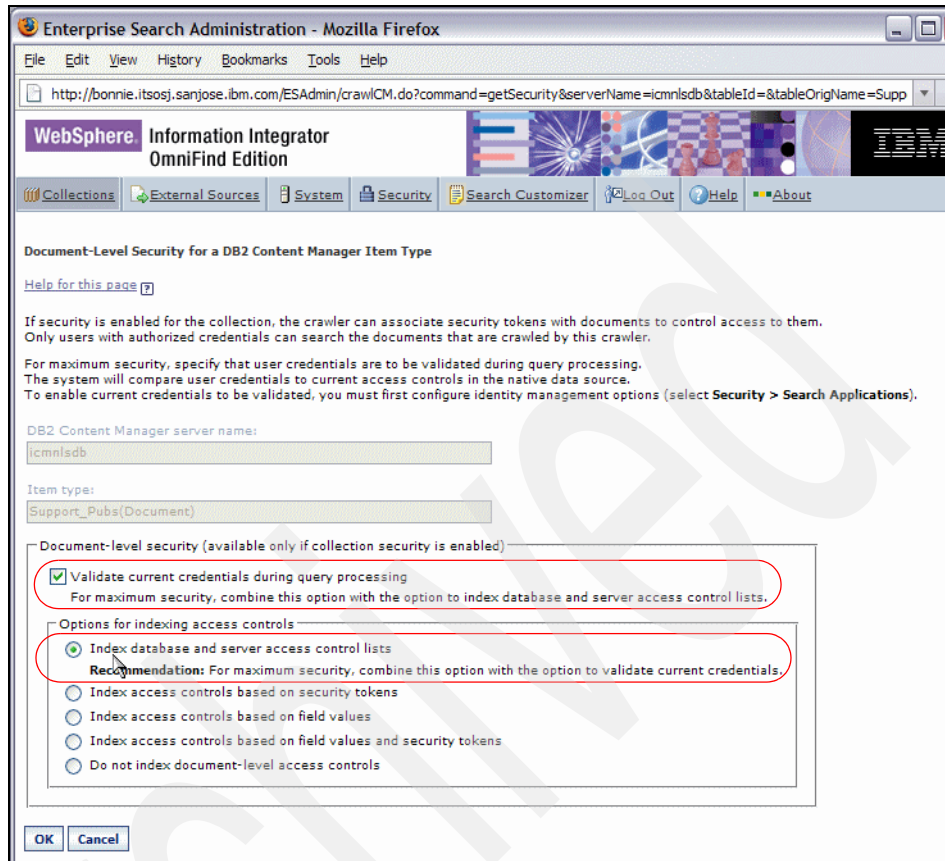 Enterprise Search Administration - Mozilla Firefox
File Edit View History Bookmarks Tools Help
http://bonnie.itsosj.sanjose.ibm.com/ESAdmin/crawlCM.do?command=getSecurity&serverName=icmnlsdb&tableId=&tableOrigName=Supp
WebSphere. Information Integrator
OmniFind Edition
IBM
Collections External Sources System Security Search Customizer Log Out Help About
Document-Level Security for a DB2 Content Manager Item Type
Help for this page ?
If security is enabled for the collection, the crawler can associate security tokens with documents to control access to them.
Only users with authorized credentials can search the documents that are crawled by this crawler.
For maximum security, specify that user credentials are to be validated during query processing.
The system will compare user credentials to current access controls in the native data source.
To enable current credentials to be validated, you must first configure identity management options (select Security > Search Applications).
DB2 Content Manager server name:
icmnlsdb
Item type:
Support_Pubs(Document)
Document-level security (available only if collection security is enabled)
Validate current credentials during query processing
For maximum security, combine this option with the option to index database and server access control lists.
Options for indexing access controls
Index database and server access control lists
Recommendation: For maximum security, combine this option with the option to validate current credentials.
Index access controls based on security tokens
Index access controls based on field values
Index access controls based on field values and security tokens
Do not index document-level access controls
OK Cancel